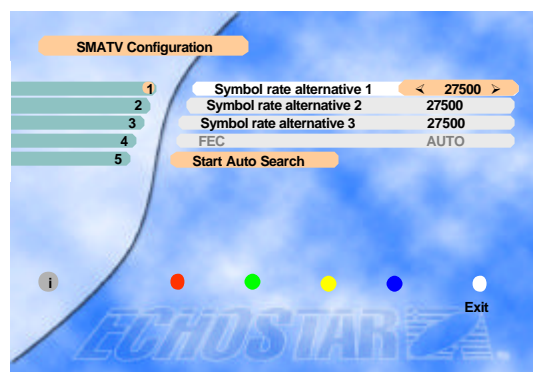 SMATV Configuration
1 Symbol rate alternative 1 27500
2 Symbol rate alternative 2 27500
3 Symbol rate alternative 3 27500
4 FEC AUTO
5 Start Auto Search
i
Exit
ECHOSTAR